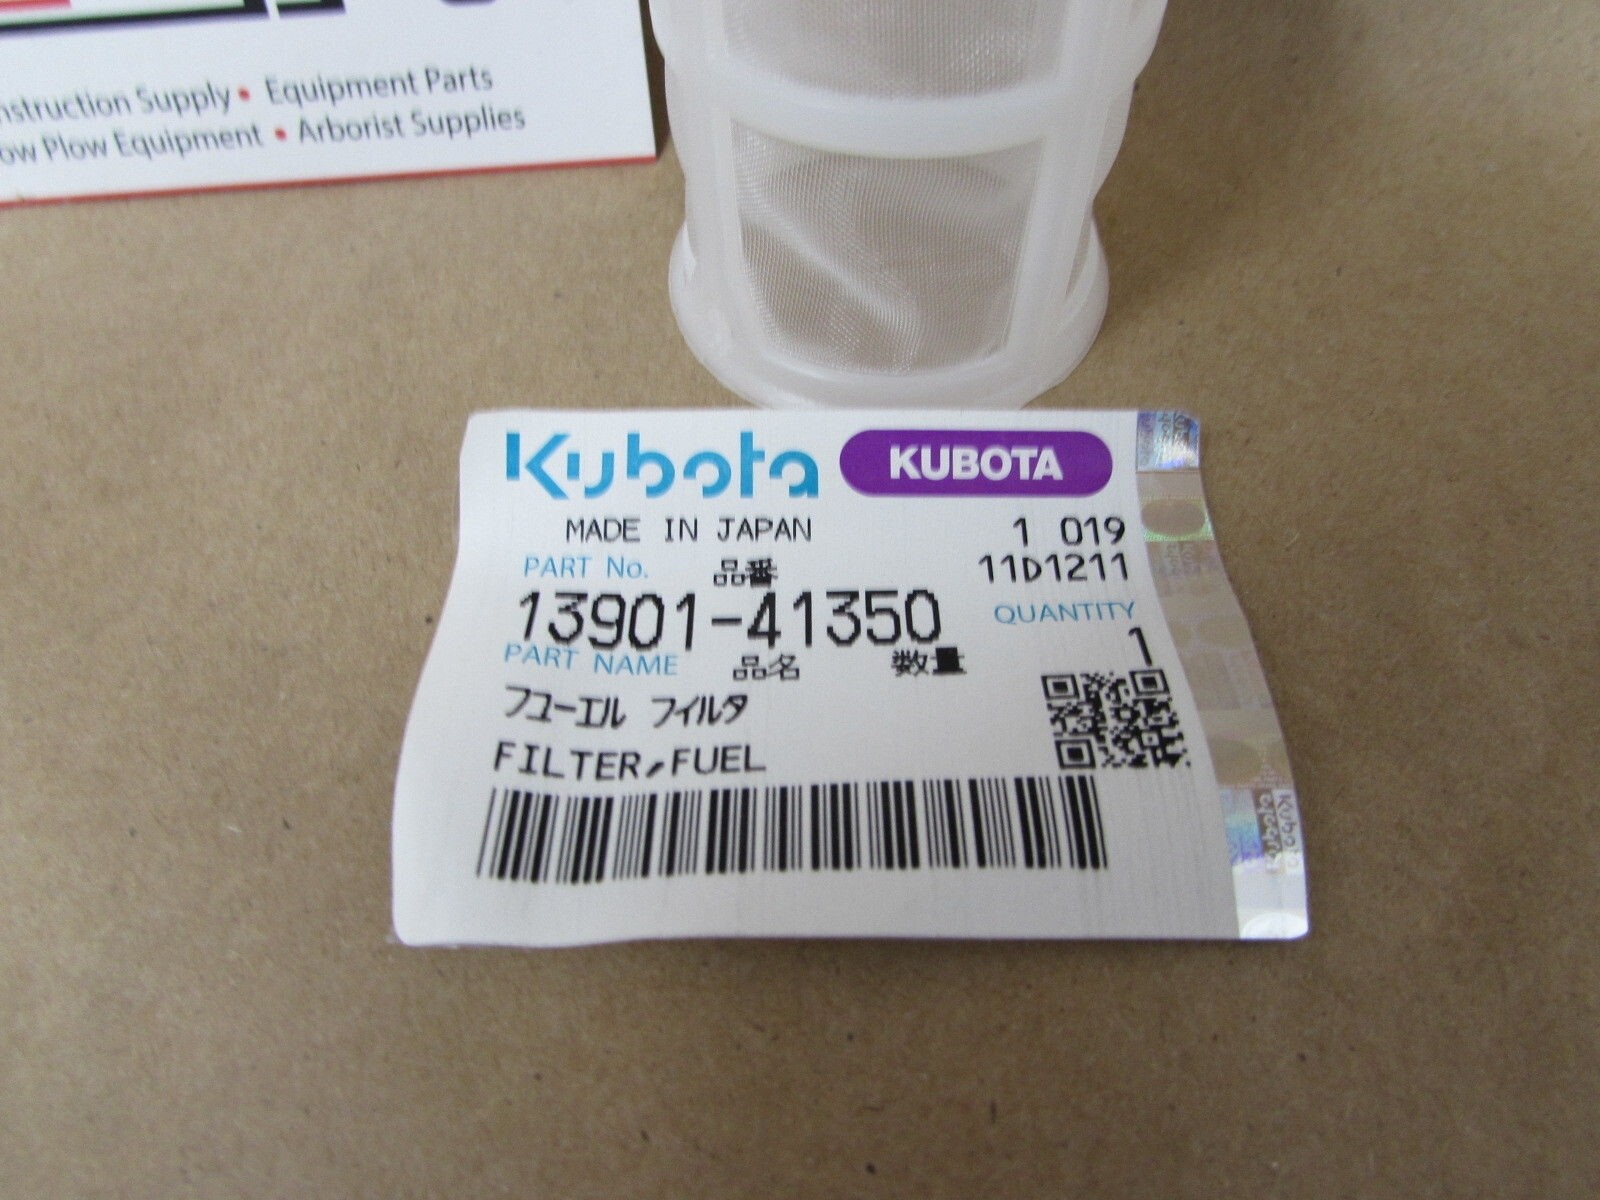 nstruction Supply • Equipment Parts
ow Plow Equipment • Arborist Supplies
Kubota KUBOTA
MADE IN JAPAN 1 019
PART No. 品番 11D1211
13901-41350 QUANTITY
PART NAME 品名 数量 1
フユーエル フイルタ
FILTER,FUEL
Kubota
Kubota